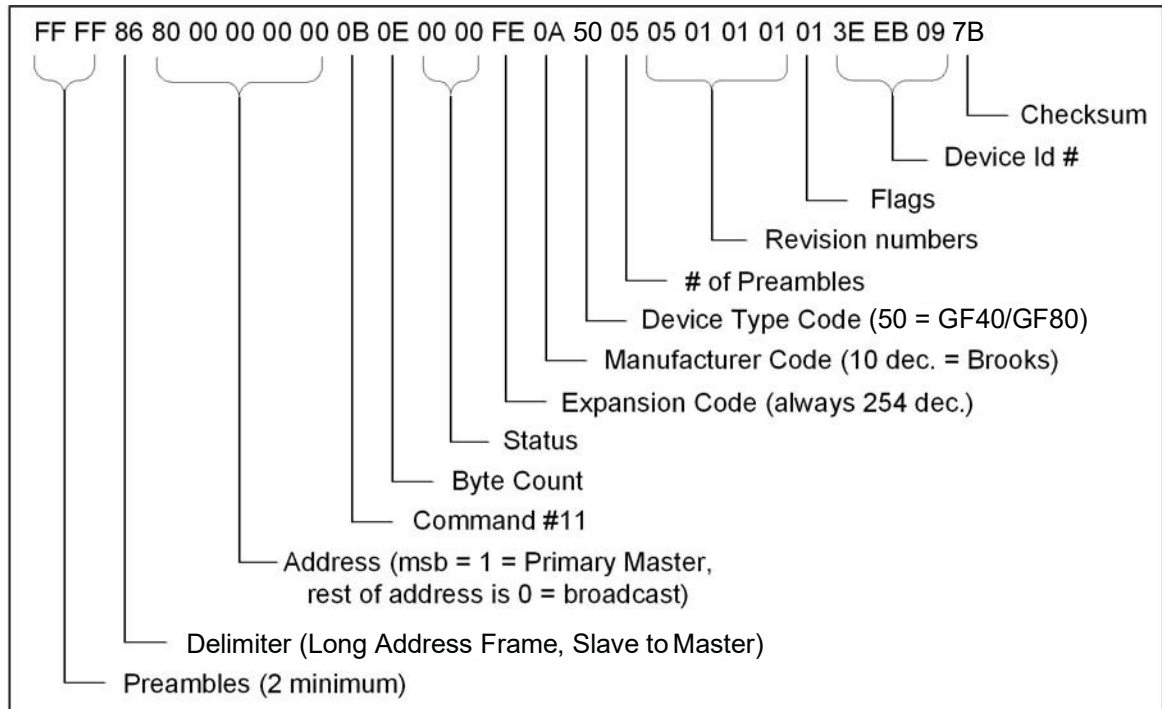 FF FF 86 80 00 00 00 00 0B 0E 00 00 FE 0A 50 05 05 01 01 01 01 3E EB 09 7B
Checksum
Device Id #
Flags
Revision numbers
# of Preambles
Device Type Code (50 = GF40/GF80)
Manufacturer Code (10 dec. = Brooks)
Expansion Code (always 254 dec.)
Status
Byte Count
Command #11
Address (msb = 1 = Primary Master,
rest of address is 0 = broadcast)
Delimiter (Long Address Frame, Slave to Master)
Preambles (2 minimum)